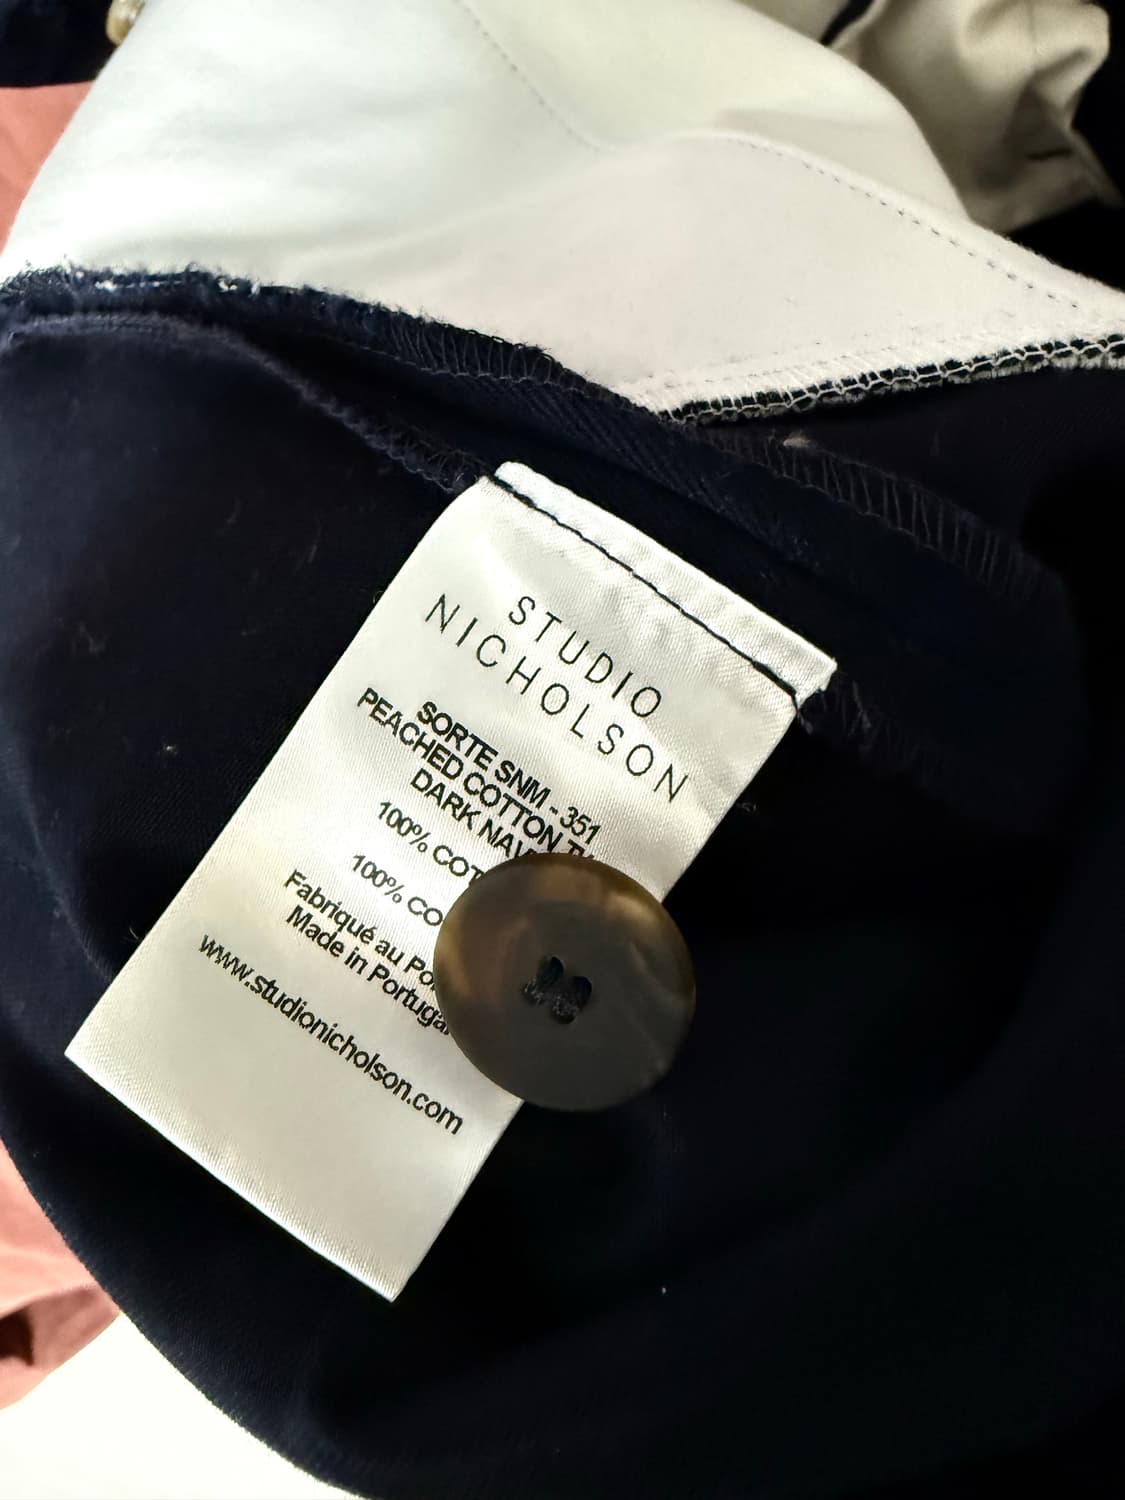 STUDIO
NICHOLSON
SORTE SNM - 351
PEACHED COTTON
DARK
100%
100%
Fabriqué au
Made in Portugal
www.studionicholson.com